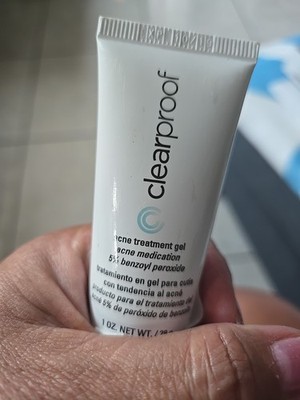 clearproof
acne treatment gel
acne medication
5% benzoyl peroxide
tratamiento en gel para cutis
con tendencia al acné
producto para el tratamiento del
acné 5% de peróxido de benzoilo
1 OZ. NET WT. /